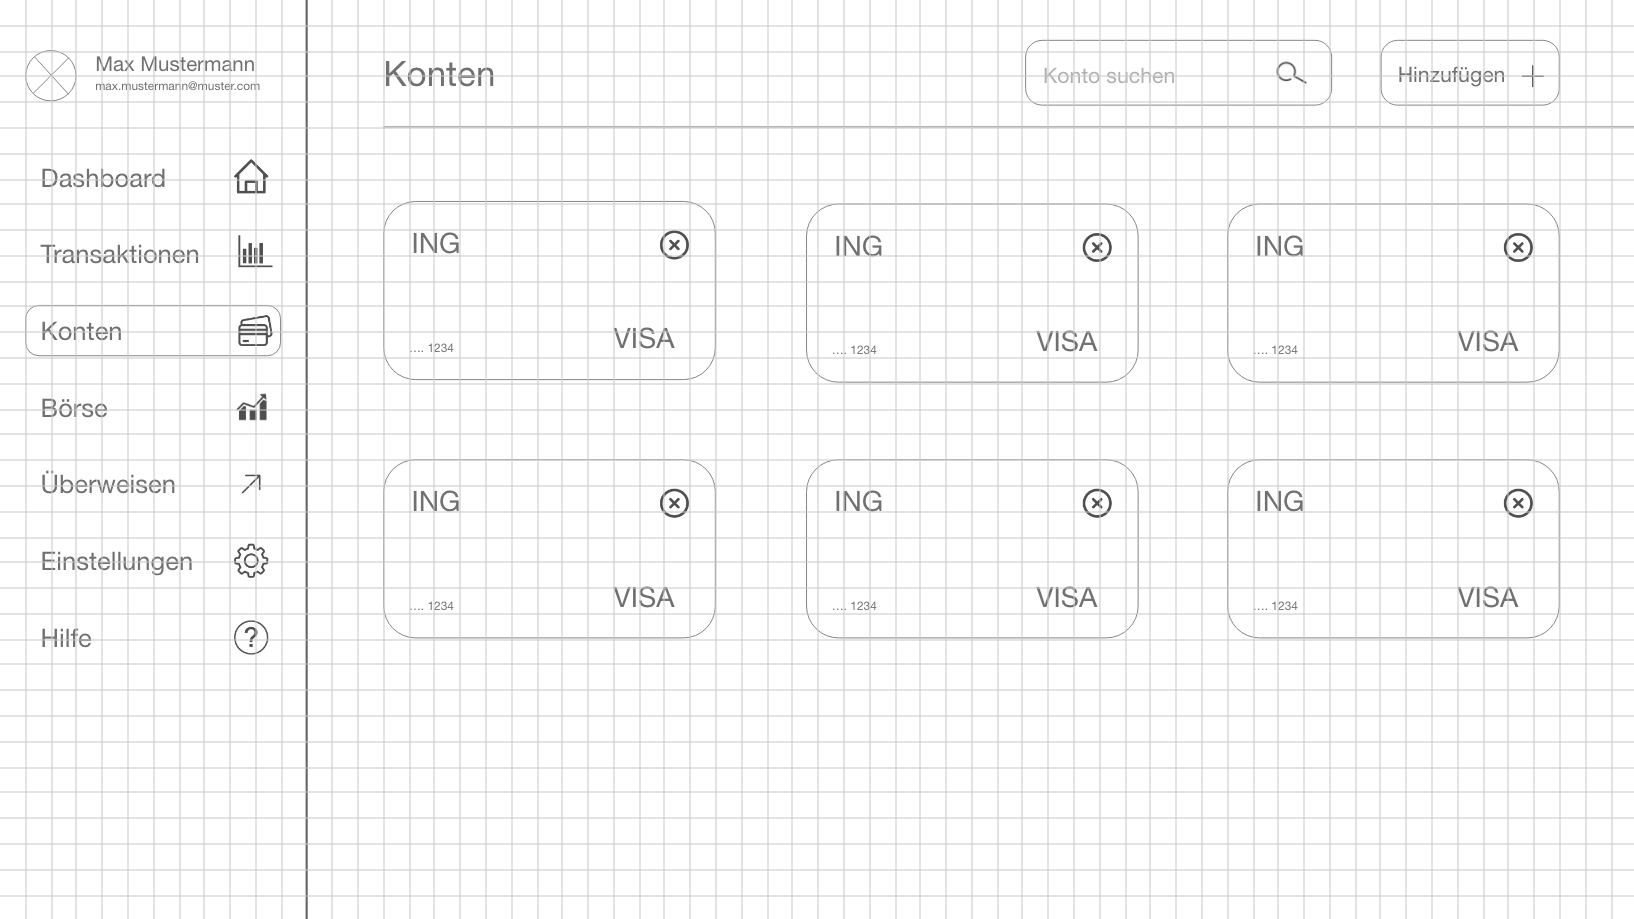 Max Mustermann
max.mustermann@muster.com
Dashboard
Transaktionen
Konten
Börse
Überweisen
Einstellungen
Hilfe
Konten
Konto suchen
Hinzufügen
ING
.... 1234
VISA
ING
.... 1234
VISA
ING
.... 1234
VISA
ING
.... 1234
VISA
ING
.... 1234
VISA
ING
.... 1234
VISA